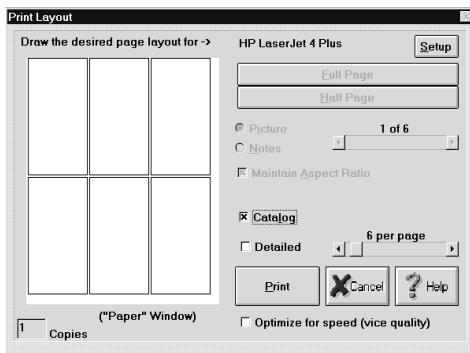 Print Layout
Draw the desired page layout for ->
HP LaserJet 4 Plus
Setup
Full Page
Half Page
Picture
Notes
1 of 6
Maintain Aspect Ratio
Catalog
Detailed
6 per page
Print
Cancel
Help
("Paper" Window)
1
Copies
Optimize for speed (vice quality)